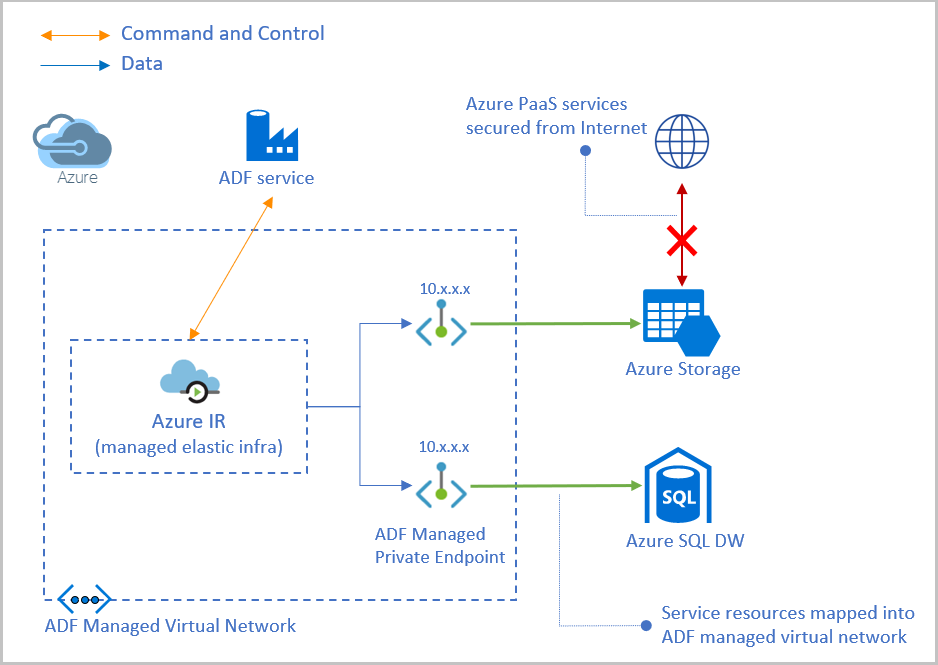 Command and Control
Data
Azure PaaS services
secured from Internet
Azure
ADF service
10.x.x.x
Azure Storage
Azure IR
(managed elastic infra)
10.x.x.x
SQL
ADF Managed
Private Endpoint
Azure SQL DW
ADF Managed Virtual Network
Service resources mapped into
ADF managed virtual network